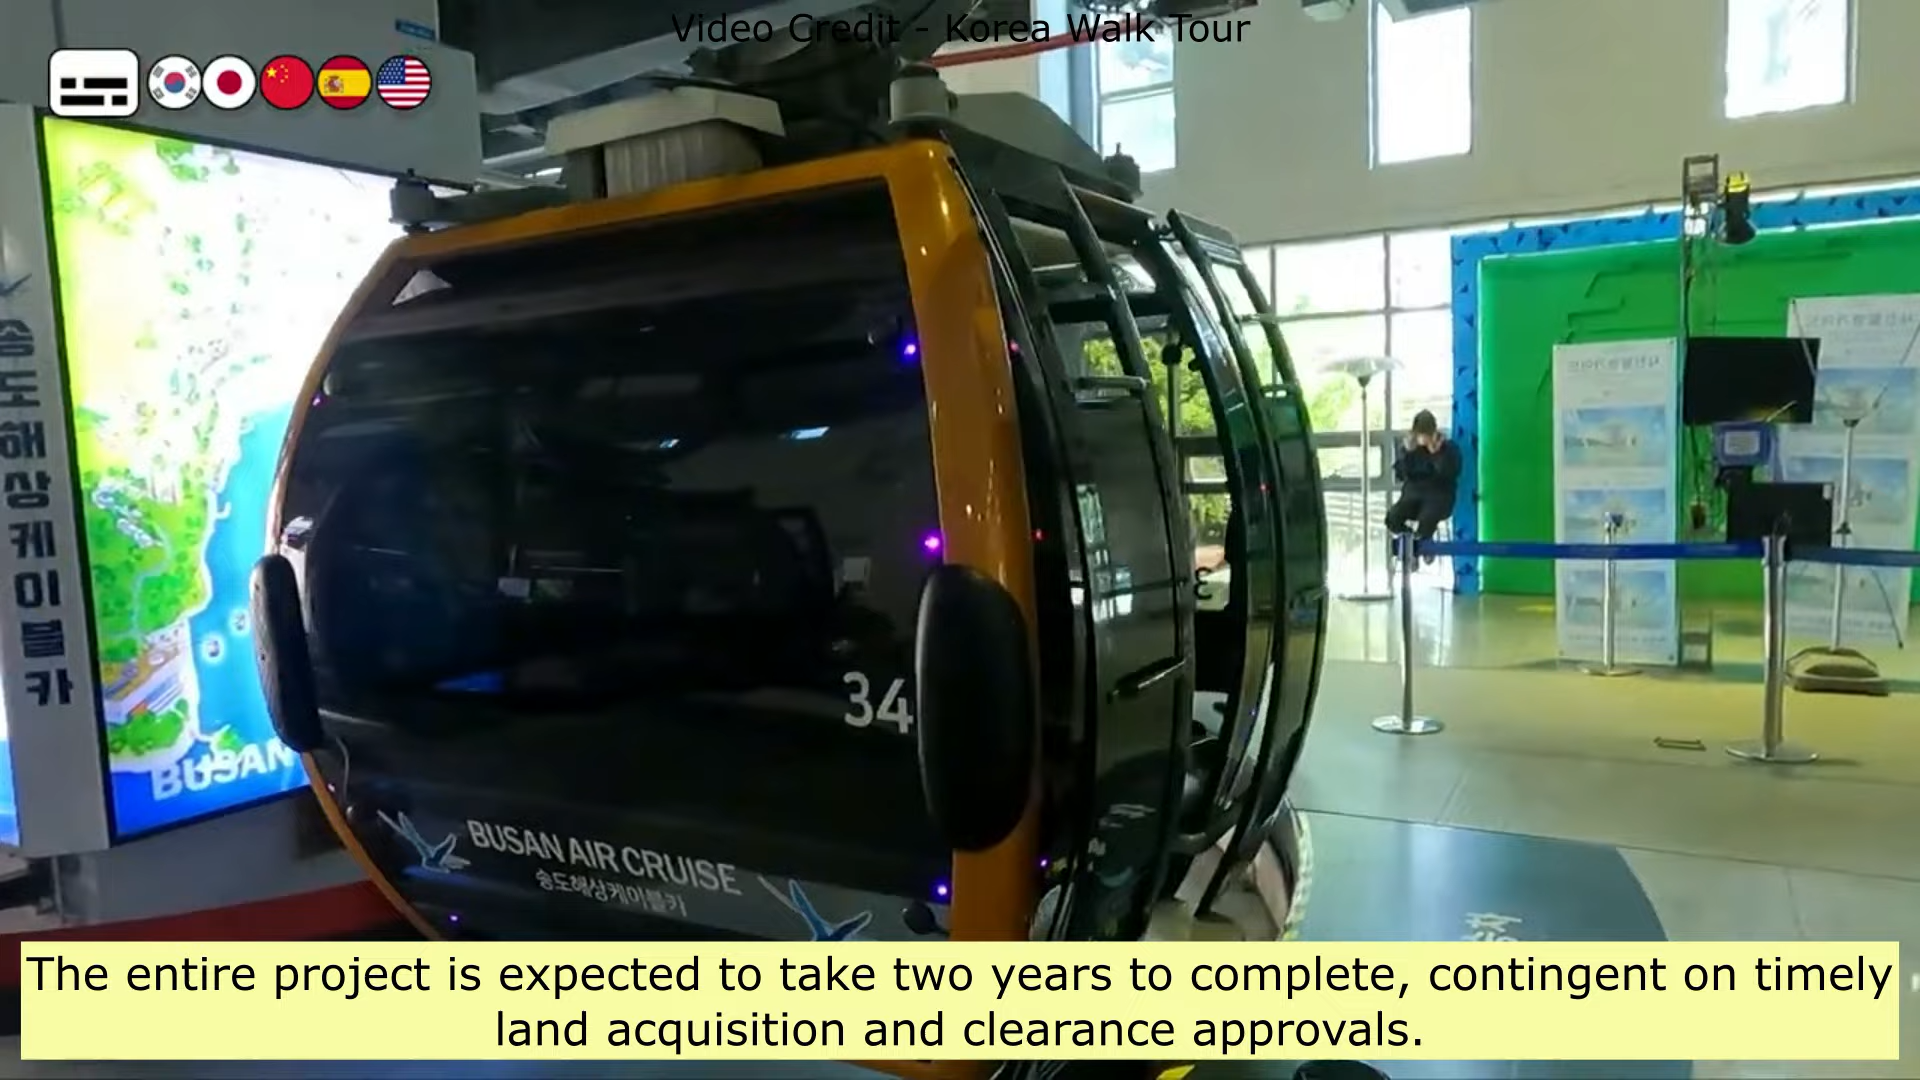 Video Credit - Korea Walk Tour
송도해상케이블카
BUSAN
34
BUSAN AIR CRUISE
송도해상케이블카
The entire project is expected to take two years to complete, contingent on timely
land acquisition and clearance approvals.